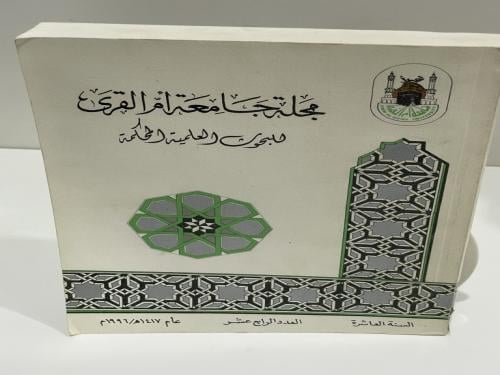 مجلة جامعة أم القرى
للبحوث العلمية المحكمة
السنة العاشرة
العدد الرابع عشر
عام ١٤١٧هـ/١٩٩٦م